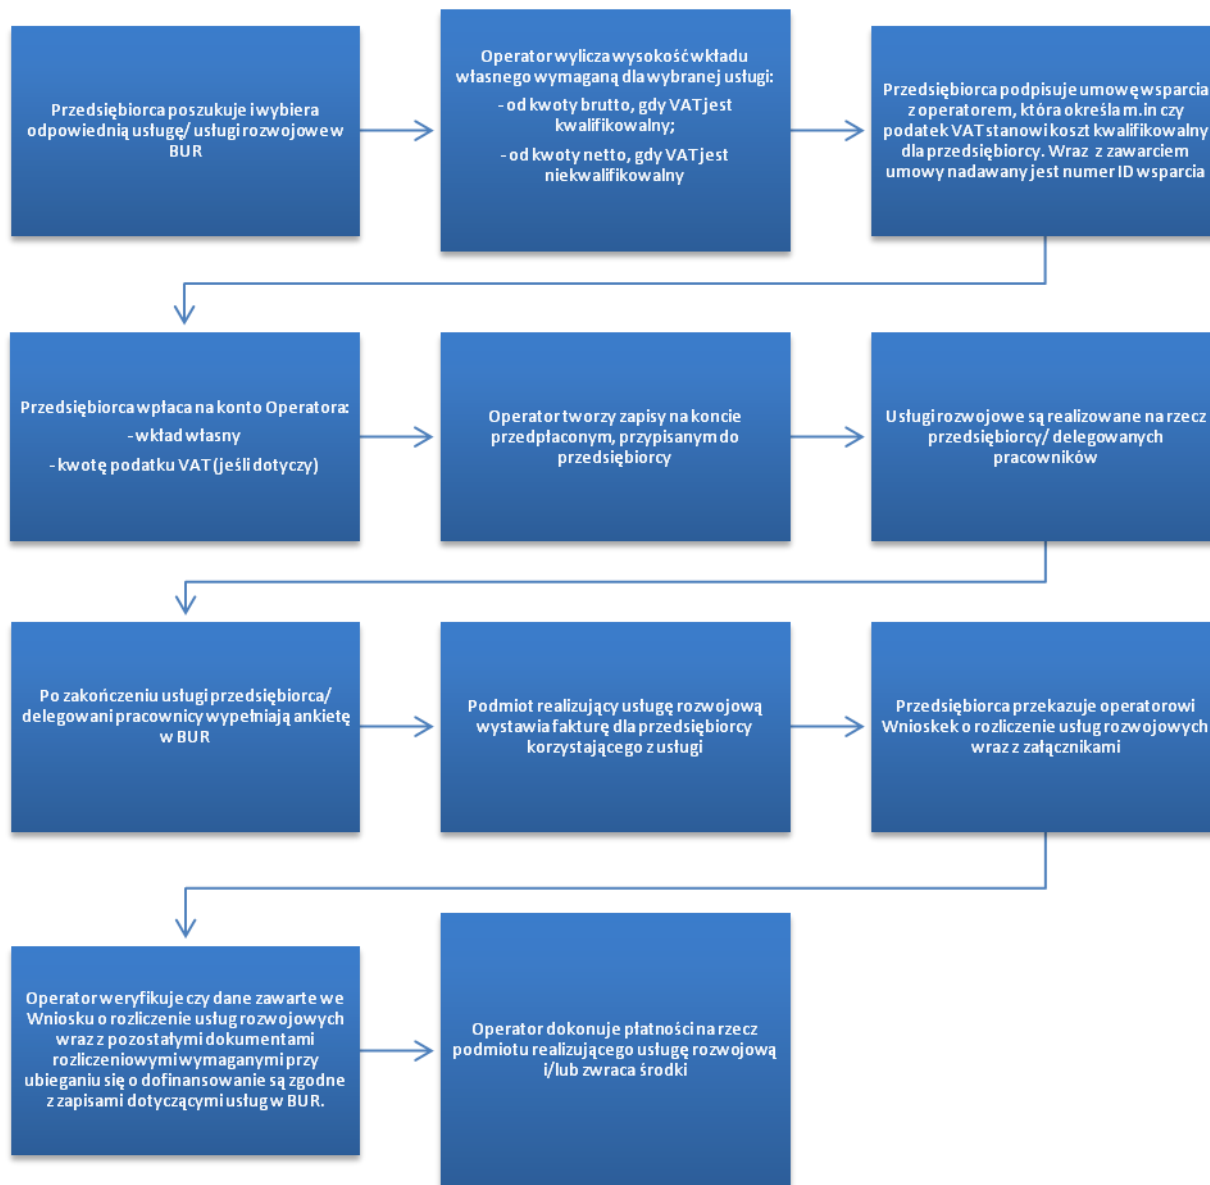 Przedsiębiorca poszukuje i wybiera
odpowiednią usługę/ usługi rozwojowe w
BUR
Operator wylicza wysokość wkładu
własnego wymaganą dla wybranej usługi:
- od kwoty brutto, gdy VAT jest
kwalifikowalny;
- od kwoty netto, gdy VAT jest
niekwalifikowalny
Przedsiębiorca podpisuje umowę wsparcia
z operatorem, która określa m.in czy
podatek VAT stanowi koszt kwalifikowalny
dla przedsiębiorcy. Wraz z zawarciem
umowy nadawany jest numer ID wsparcia
Przedsiębiorca wpłaca na konto Operatora:
- wkład własny
- kwotę podatku VAT (jeśli dotyczy)
Operator tworzy zapisy na koncie
przedpłaconym, przypisanym do
przedsiębiorcy
Usługi rozwojowe są realizowane na rzecz
przedsiębiorcy/ delegowanych
pracowników
Po zakończeniu usługi przedsiębiorca/
delegowani pracownicy wypełniają ankietę
w BUR
Podmiot realizujący usługę rozwojową
wystawia fakturę dla przedsiębiorcy
korzystającego z usługi
Przedsiębiorca przekazuje operatorowi
Wnioskek o rozliczenie usług rozwojowych
wraz z załącznikami
Operator weryfikuje czy dane zawarte we
Wniosku o rozliczenie usług rozwojowych
wraz z pozostałymi dokumentami
rozliczeniowymi wymaganymi przy
ubieganiu się o dofinansowanie są zgodne
z zapisami dotyczącymi usług w BUR.
Operator dokonuje płatności na rzecz
podmiotu realizującego usługę rozwojową
i/lub zwraca środki